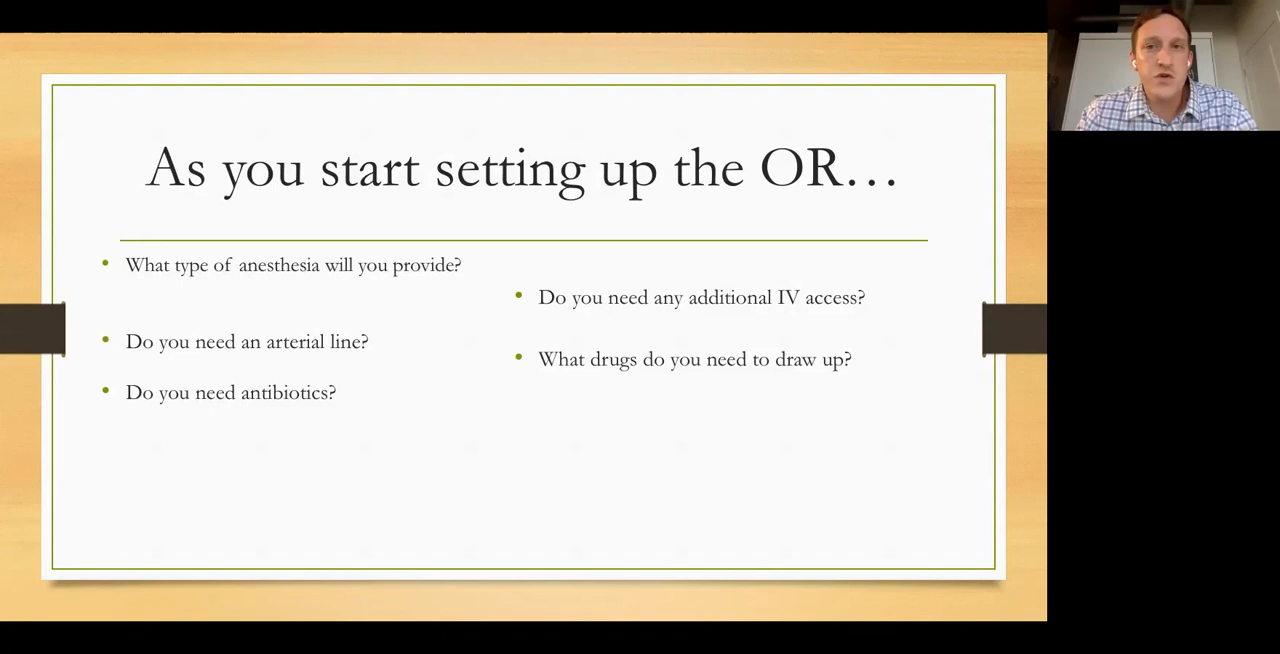 As you start setting up the OR…
• What type of anesthesia will you provide?
• Do you need an arterial line?
• Do you need antibiotics?
• Do you need any additional IV access?
• What drugs do you need to draw up?